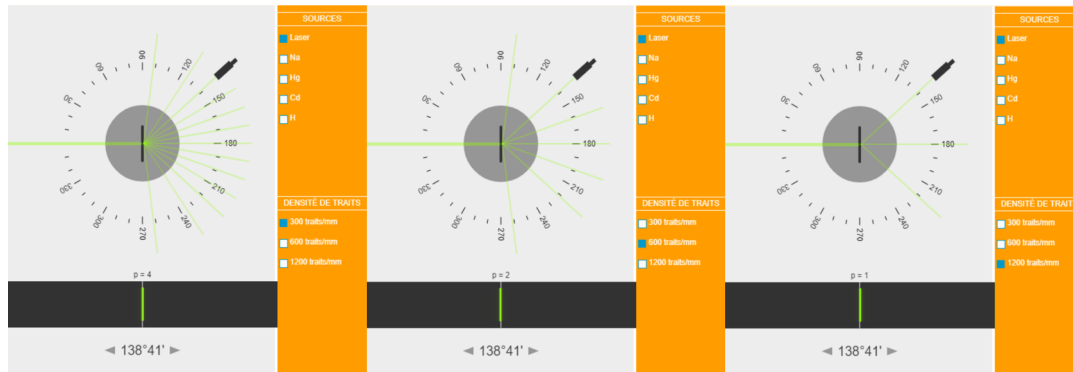 90
60
120
30
150
180
330
210
300
240
270
p = 4
138°41'
SOURCES
Laser
Na
Hg
Cd
H
DENSITÉ DE TRAITS
300 traits/mm
600 traits/mm
1200 traits/mm
90
60
120
30
150
180
330
210
300
240
270
p = 2
138°41'
SOURCES
Laser
Na
Hg
Cd
H
DENSITÉ DE TRAITS
300 traits/mm
600 traits/mm
1200 traits/mm
90
60
120
30
150
180
330
210
300
240
270
p = 1
138°41'
SOURCES
Laser
Na
Hg
Cd
H
DENSITÉ DE TRAIT
300 traits/mm
600 traits/mm
1200 traits/mm